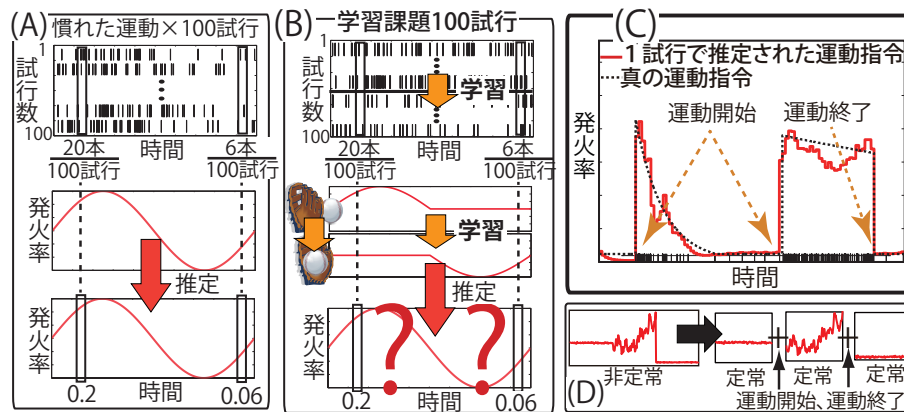 (A) 慣れた運動×100試行
1
試行数
100
時間
20本
100試行
6本
100試行
発火率
推定
発火率
0.2
時間
0.06
(B) 学習課題100試行
1
試行数
学習
100
時間
20本
100試行
6本
100試行
学習
推定
発火率
? ?
0.2
時間
0.06
(C)
1試行で推定された運動指令
真の運動指令
運動開始
運動終了
発火率
時間
(D)
非定常
定常
定常
定常
運動開始、運動終了